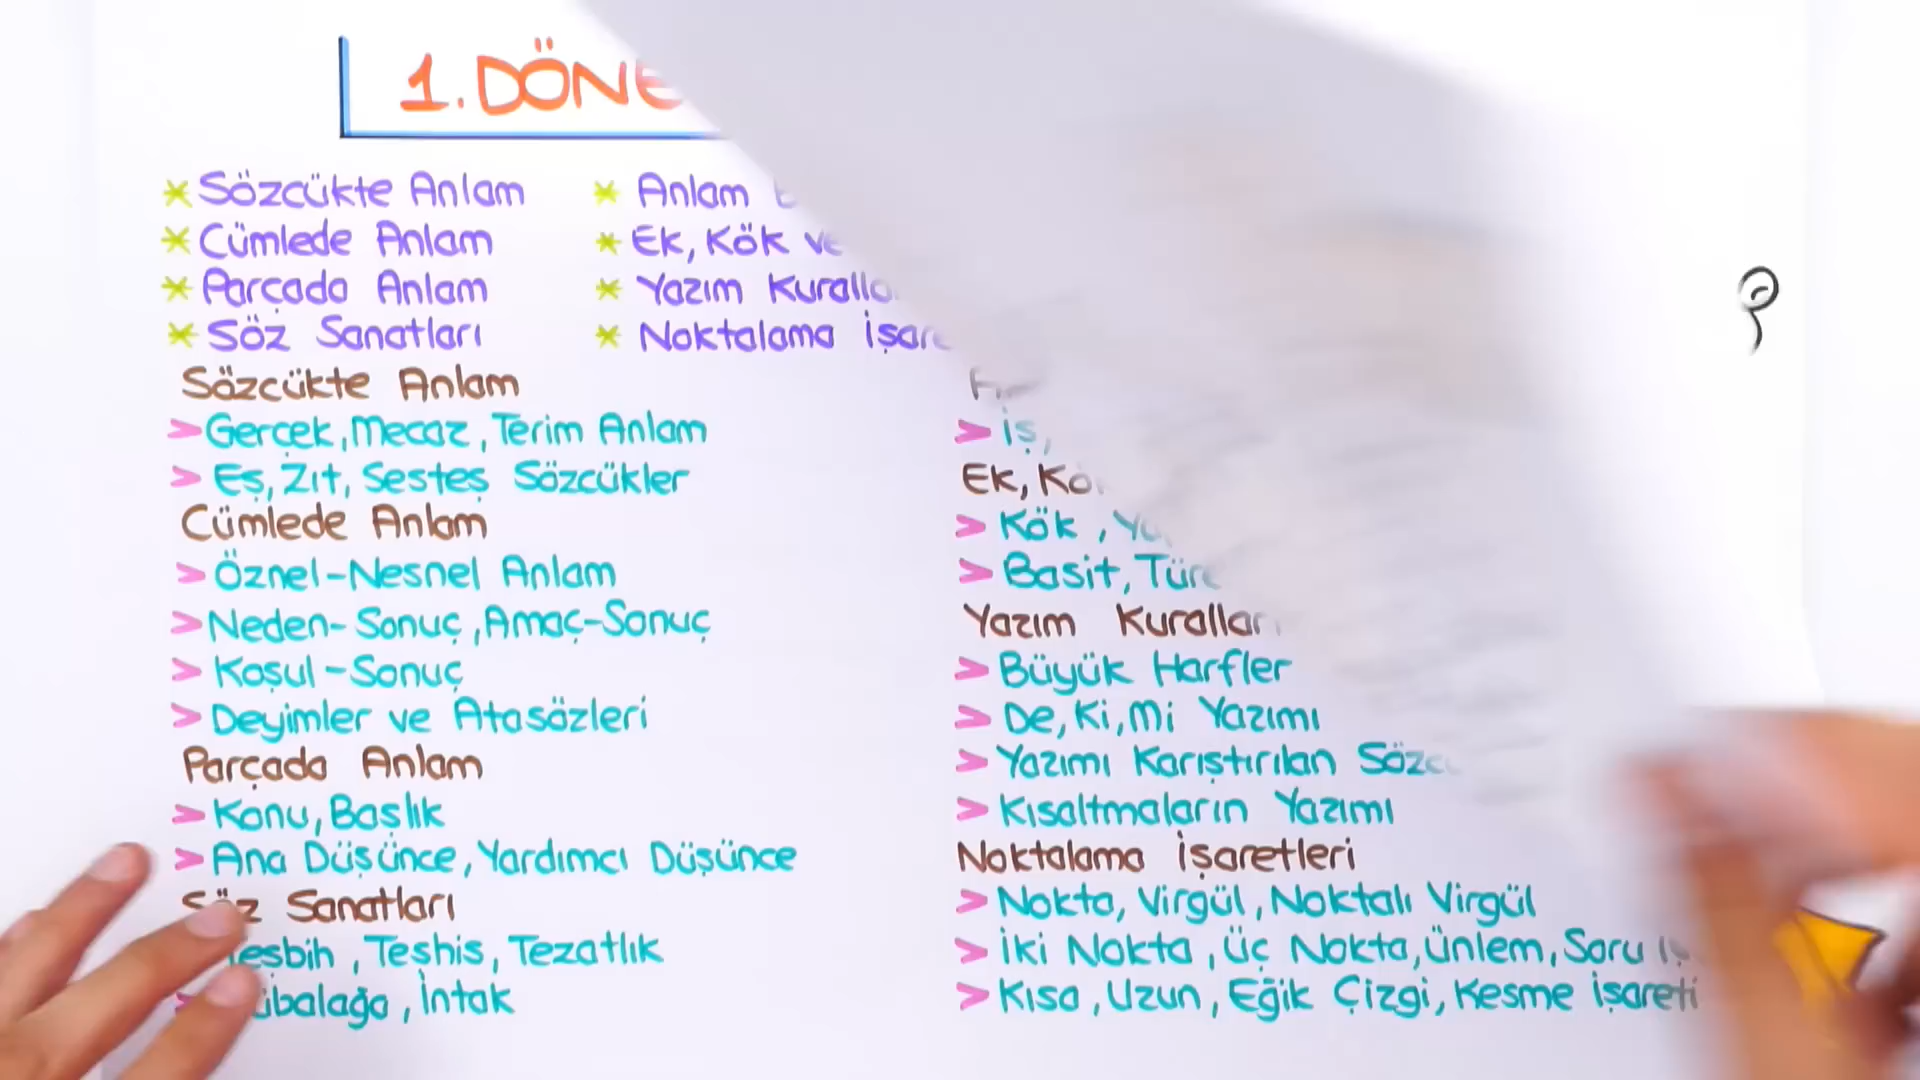 1. DÖNE
* Sözcükte Anlam
* Cümlede Anlam
* Parçada Anlam
* Söz Sanatları
* Anlam
* Ek, Kök ve
* Yazım
* Noktalama
Sözcükte Anlam
> Gerçek, Mecaz, Terim Anlam
> Eş, Zıt, Sesteş Sözcükler
Cümlede Anlam
> Öznel-Nesnel Anlam
> Neden-Sonuç, Amaç-Sonuç
> Koşul-Sonuç
> Deyimler ve Atasözleri
Parçada Anlam
> Konu, Başlık
> Ana Düşünce, Yardımcı Düşünce
Söz Sanatları
Teşhis, Tezatlık
İntak
> İş,
Ek,
> Kök,
> Basit,
Yazım
> Büyük Harfler
> De, Ki, Mi Yazımı
> Yazımı Karıştırılan
> Kısaltmaların Yazımı
Noktalama İşaretleri
> Nokta, Virgül, Noktalı Virgül
> İki Nokta, Üç Nokta, Ünlem, Soru
> Kısa, Uzun, Eğik Çizgi, Kesme İşareti